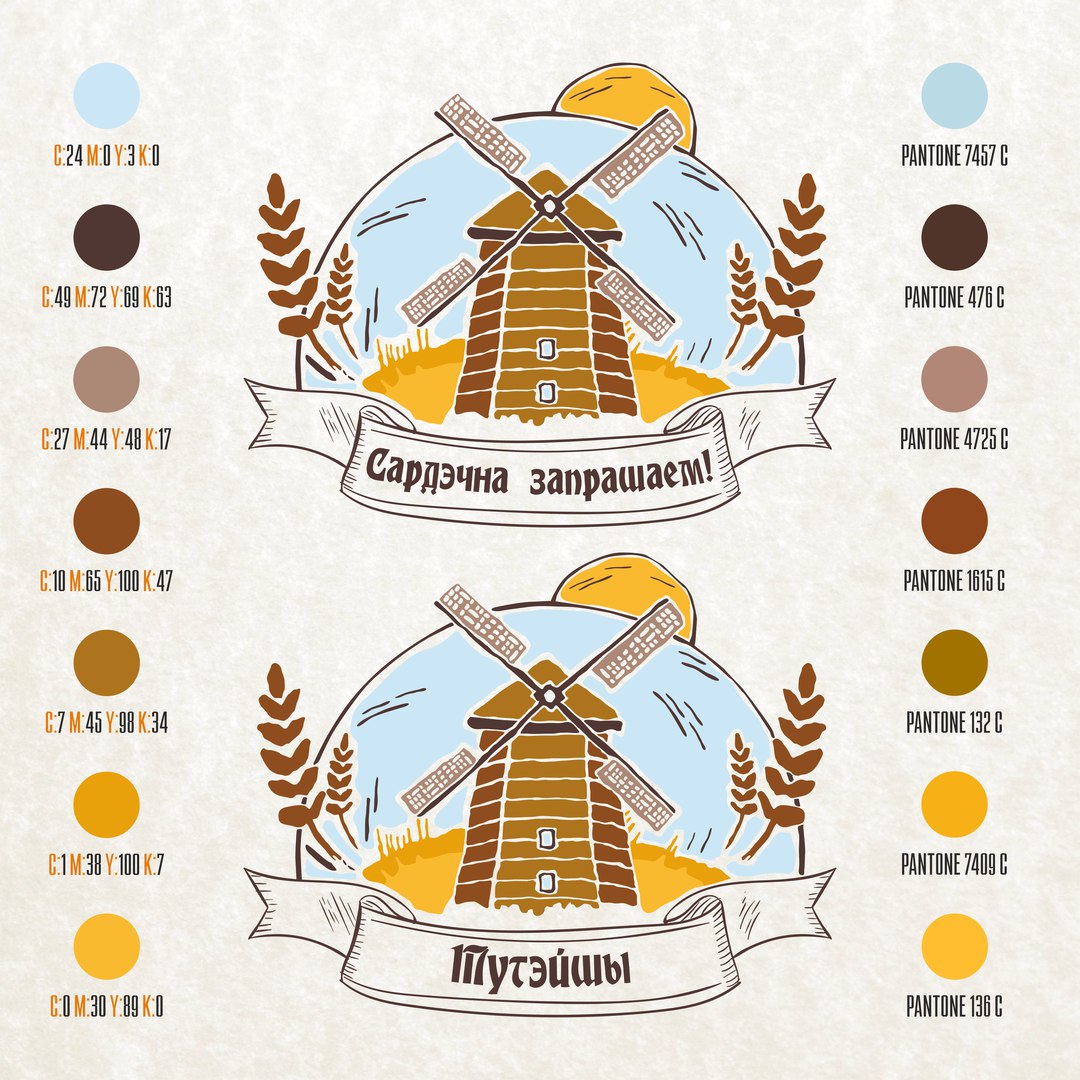 C:24 M:0 Y:3 K:0
PANTONE 7457 C
C:49 M:72 Y:69 K:63
PANTONE 476 C
C:27 M:44 Y:48 K:17
PANTONE 4725 C
Сардэчна запрашаем!
C:10 M:65 Y:100 K:47
PANTONE 1615 C
C:7 M:45 Y:98 K:34
PANTONE 132 C
C:1 M:38 Y:100 K:7
PANTONE 7409 C
Тутэйшы
C:0 M:30 Y:89 K:0
PANTONE 136 C